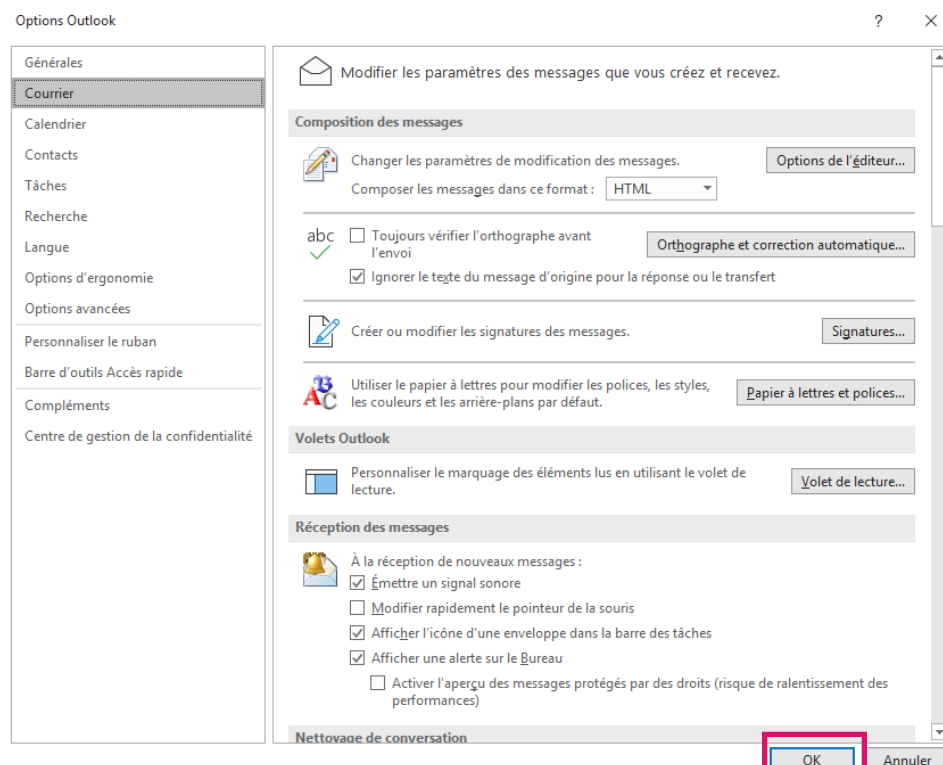 Options Outlook
?
Générales
Courrier
Calendrier
Contacts
Tâches
Recherche
Langue
Options d'ergonomie
Options avancées
Personnaliser le ruban
Barre d'outils Accès rapide
Compléments
Centre de gestion de la confidentialité
Modifier les paramètres des messages que vous créez et recevez.
Composition des messages
Changer les paramètres de modification des messages.
Options de l'éditeur...
Composer les messages dans ce format :
HTML
abc
Toujours vérifier l'orthographe avant
l'envoi
Orthographe et correction automatique...
Ignorer le texte du message d'origine pour la réponse ou le transfert
Créer ou modifier les signatures des messages.
Signatures...
ABC
Utiliser le papier à lettres pour modifier les polices, les styles,
les couleurs et les arrière-plans par défaut.
Papier à lettres et polices...
Volets Outlook
Personnaliser le marquage des éléments lus en utilisant le volet de
lecture.
Volet de lecture...
Réception des messages
À la réception de nouveaux messages :
Émettre un signal sonore
Modifier rapidement le pointeur de la souris
Afficher l'icône d'une enveloppe dans la barre des tâches
Afficher une alerte sur le Bureau
Activer l'aperçu des messages protégés par des droits (risque de ralentissement des
performances)
Nettoyage de conversation
OK
Annuler